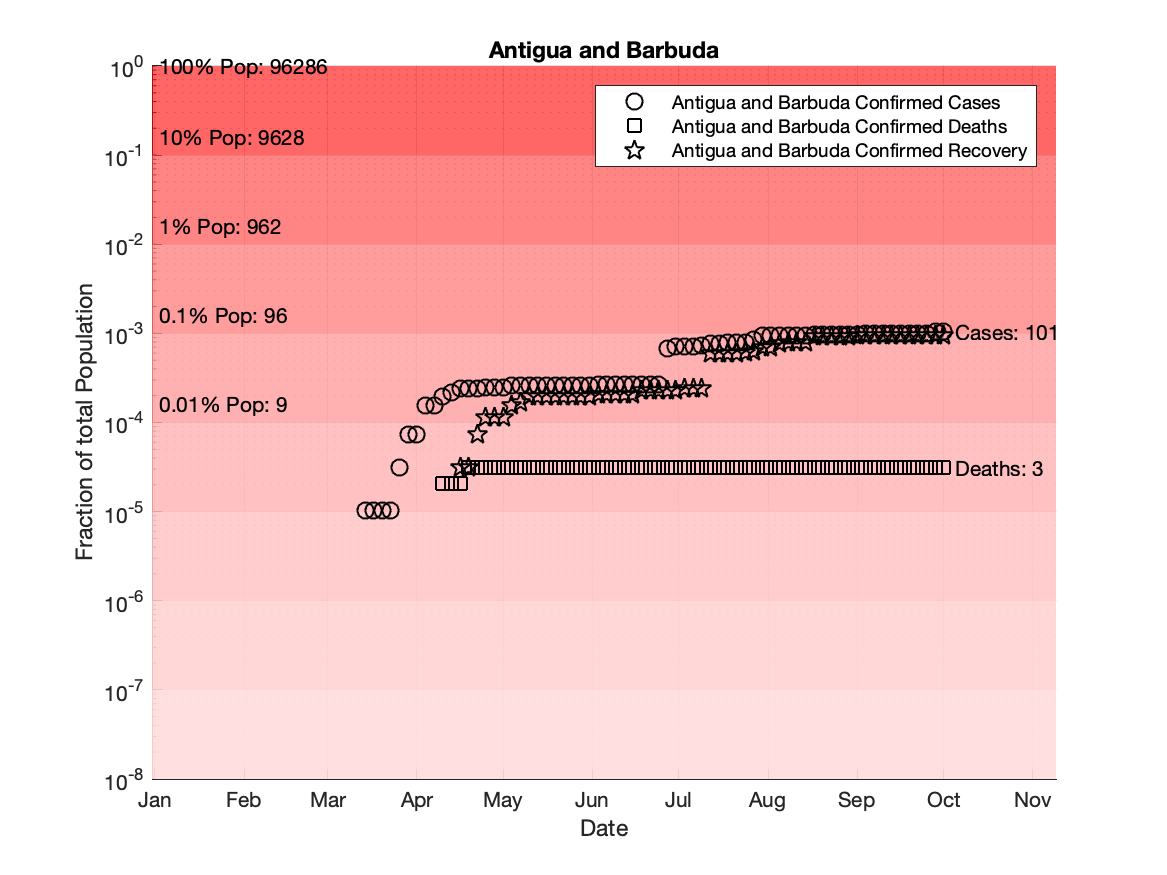 Antigua and Barbuda
10^0
100% Pop: 96286
Antigua and Barbuda Confirmed Cases
Antigua and Barbuda Confirmed Deaths
Antigua and Barbuda Confirmed Recovery
10% Pop: 9628
10^-1
1% Pop: 962
10^-2
0.1% Pop: 96
10^-3
Cases: 101
0.01% Pop: 9
10^-4
Deaths: 3
10^-5
10^-6
10^-7
10^-8
Fraction of total Population
Jan Feb Mar Apr May Jun Jul Aug Sep Oct Nov
Date